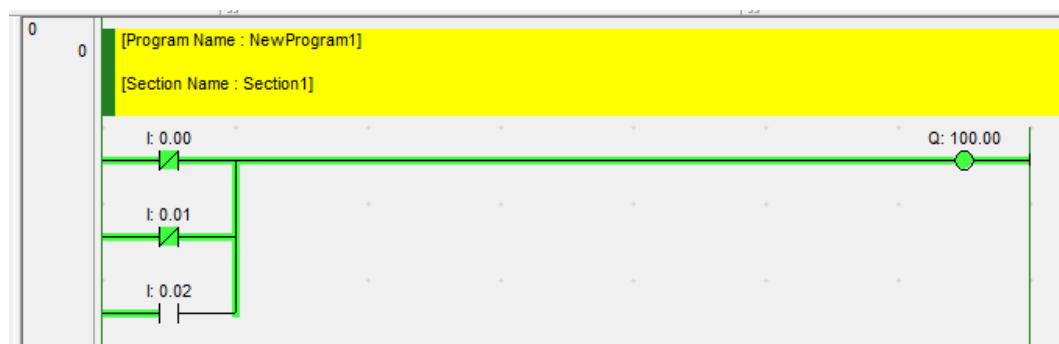 0
0
[Program Name : NewProgram1]
[Section Name : Section1]
I: 0.00
Q: 100.00
I: 0.01
I: 0.02